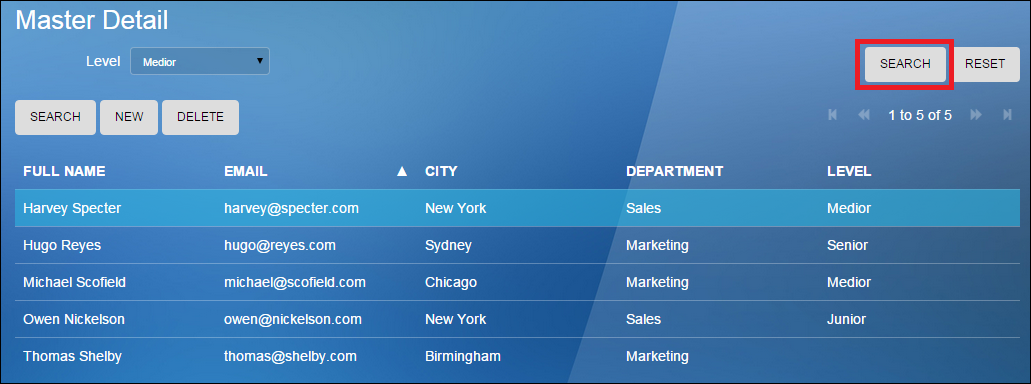 Master Detail
Level Medior
SEARCH RESET
SEARCH NEW DELETE 1 to 5 of 5
FULL NAME EMAIL ▲ CITY DEPARTMENT LEVEL
Harvey Specter harvey@specter.com New York Sales Medior
Hugo Reyes hugo@reyes.com Sydney Marketing Senior
Michael Scofield michael@scofield.com Chicago Marketing Medior
Owen Nickelson owen@nickelson.com New York Sales Junior
Thomas Shelby thomas@shelby.com Birmingham Marketing